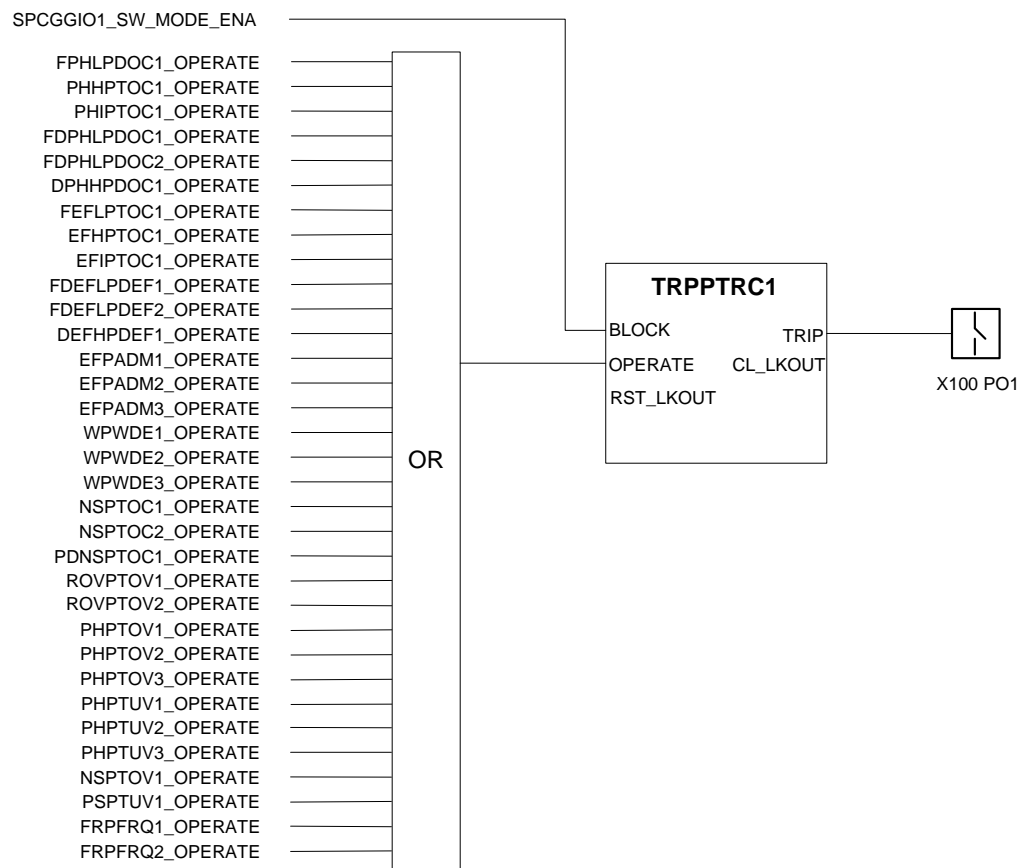 SPCGGIO1_SW_MODE_ENA
FPHLPDOC1_OPERATE
PHHPTOC1_OPERATE
PHIPTOC1_OPERATE
FDPHLPDOC1_OPERATE
FDPHLPDOC2_OPERATE
DPHHPDOC1_OPERATE
FEFLPTOC1_OPERATE
EFHPTOC1_OPERATE
EFIPTOC1_OPERATE
FDEFLPDEF1_OPERATE
FDEFLPDEF2_OPERATE
DEFHPDEF1_OPERATE
EFPADM1_OPERATE
EFPADM2_OPERATE
EFPADM3_OPERATE
WPWDE1_OPERATE
WPWDE2_OPERATE
WPWDE3_OPERATE
NSPTOC1_OPERATE
NSPTOC2_OPERATE
PDNSPTOC1_OPERATE
ROVPTOV1_OPERATE
ROVPTOV2_OPERATE
PHPTOV1_OPERATE
PHPTOV2_OPERATE
PHPTOV3_OPERATE
PHPTUV1_OPERATE
PHPTUV2_OPERATE
PHPTUV3_OPERATE
NSPTOV1_OPERATE
PSPTUV1_OPERATE
FRPFRQ1_OPERATE
FRPFRQ2_OPERATE
OR
TRPPTRC1
BLOCK
TRIP
OPERATE
CL_LKOUT
RST_LKOUT
X100 PO1